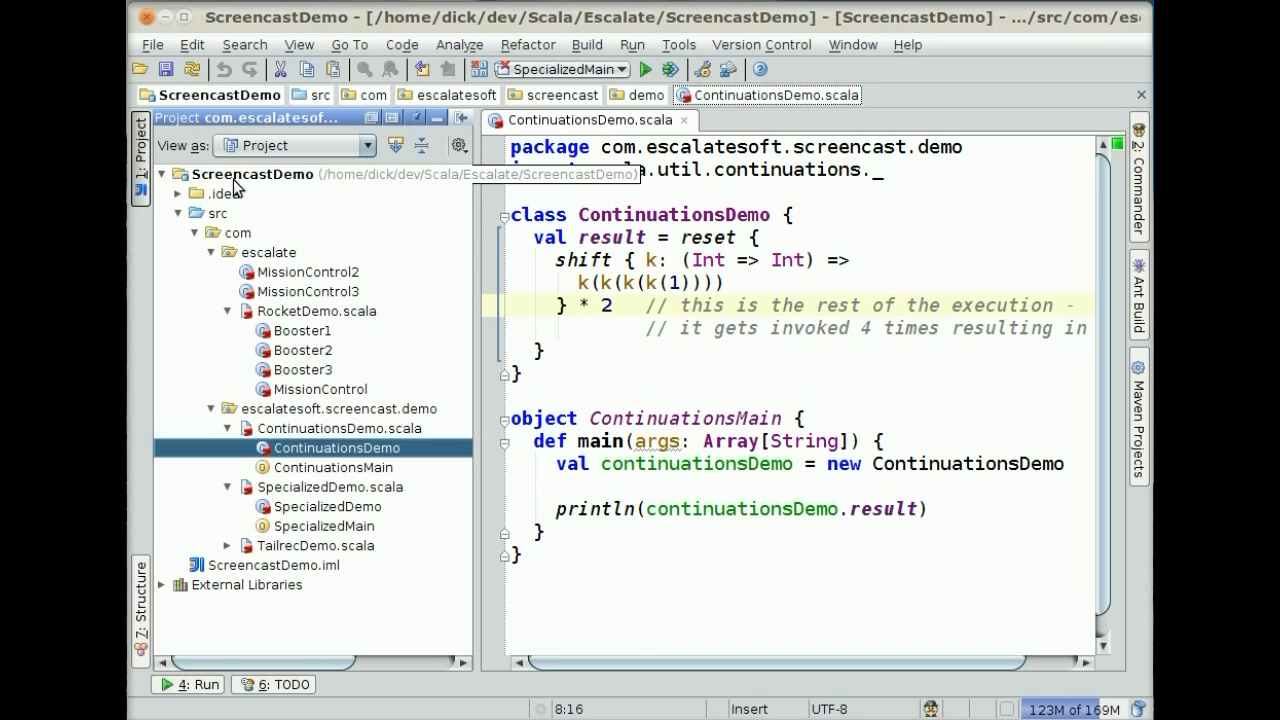 ScreencastDemo - [/home/dick/dev/Scala/Escalate/ScreencastDemo] - [ScreencastDemo] - .../src/com/esc
File Edit Search View Go To Code Analyze Refactor Build Run Tools Version Control Window Help
SpecializedMain
ScreencastDemo src com escalatesoft screencast demo ContinuationsDemo.scala
Project com.escalatesof...
View as: Project
ScreencastDemo (/home/dick/dev/Scala/Escalate/ScreencastDemo)
.idea
src
com
escalate
MissionControl2
MissionControl3
RocketDemo.scala
Booster1
Booster2
Booster3
MissionControl
escalatesoft.screencast.demo
ContinuationsDemo.scala
ContinuationsDemo
ContinuationsMain
SpecializedDemo.scala
SpecializedDemo
SpecializedMain
TailrecDemo.scala
ScreencastDemo.iml
External Libraries
1: Project
7: Structure
ContinuationsDemo.scala
package com.escalatesoft.screencast.demo
a.util.continuations._
class ContinuationsDemo {
val result = reset {
shift { k: (Int => Int) =>
k(k(k(k(1))))
} * 2 // this is the rest of the execution -
// it gets invoked 4 times resulting in
}
}
object ContinuationsMain {
def main(args: Array[String]) {
val continuationsDemo = new ContinuationsDemo
println(continuationsDemo.result)
}
}
2: Commander
Ant Build
Maven Projects
4: Run 6: TODO
8:16 Insert UTF-8 123M of 169M